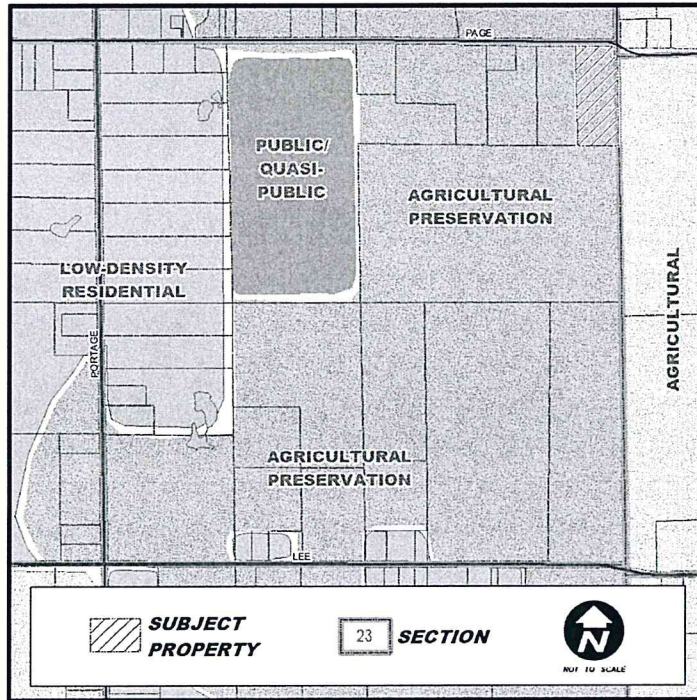 PAGE
PUBLIC/
QUASI-
PUBLIC
AGRICULTURAL
PRESERVATION
LOW-DENSITY
RESIDENTIAL
AGRICULTURAL
PORTAGE
AGRICULTURAL
PRESERVATION
LEE
SUBJECT
PROPERTY
23
SECTION
N
NOT TO SCALE